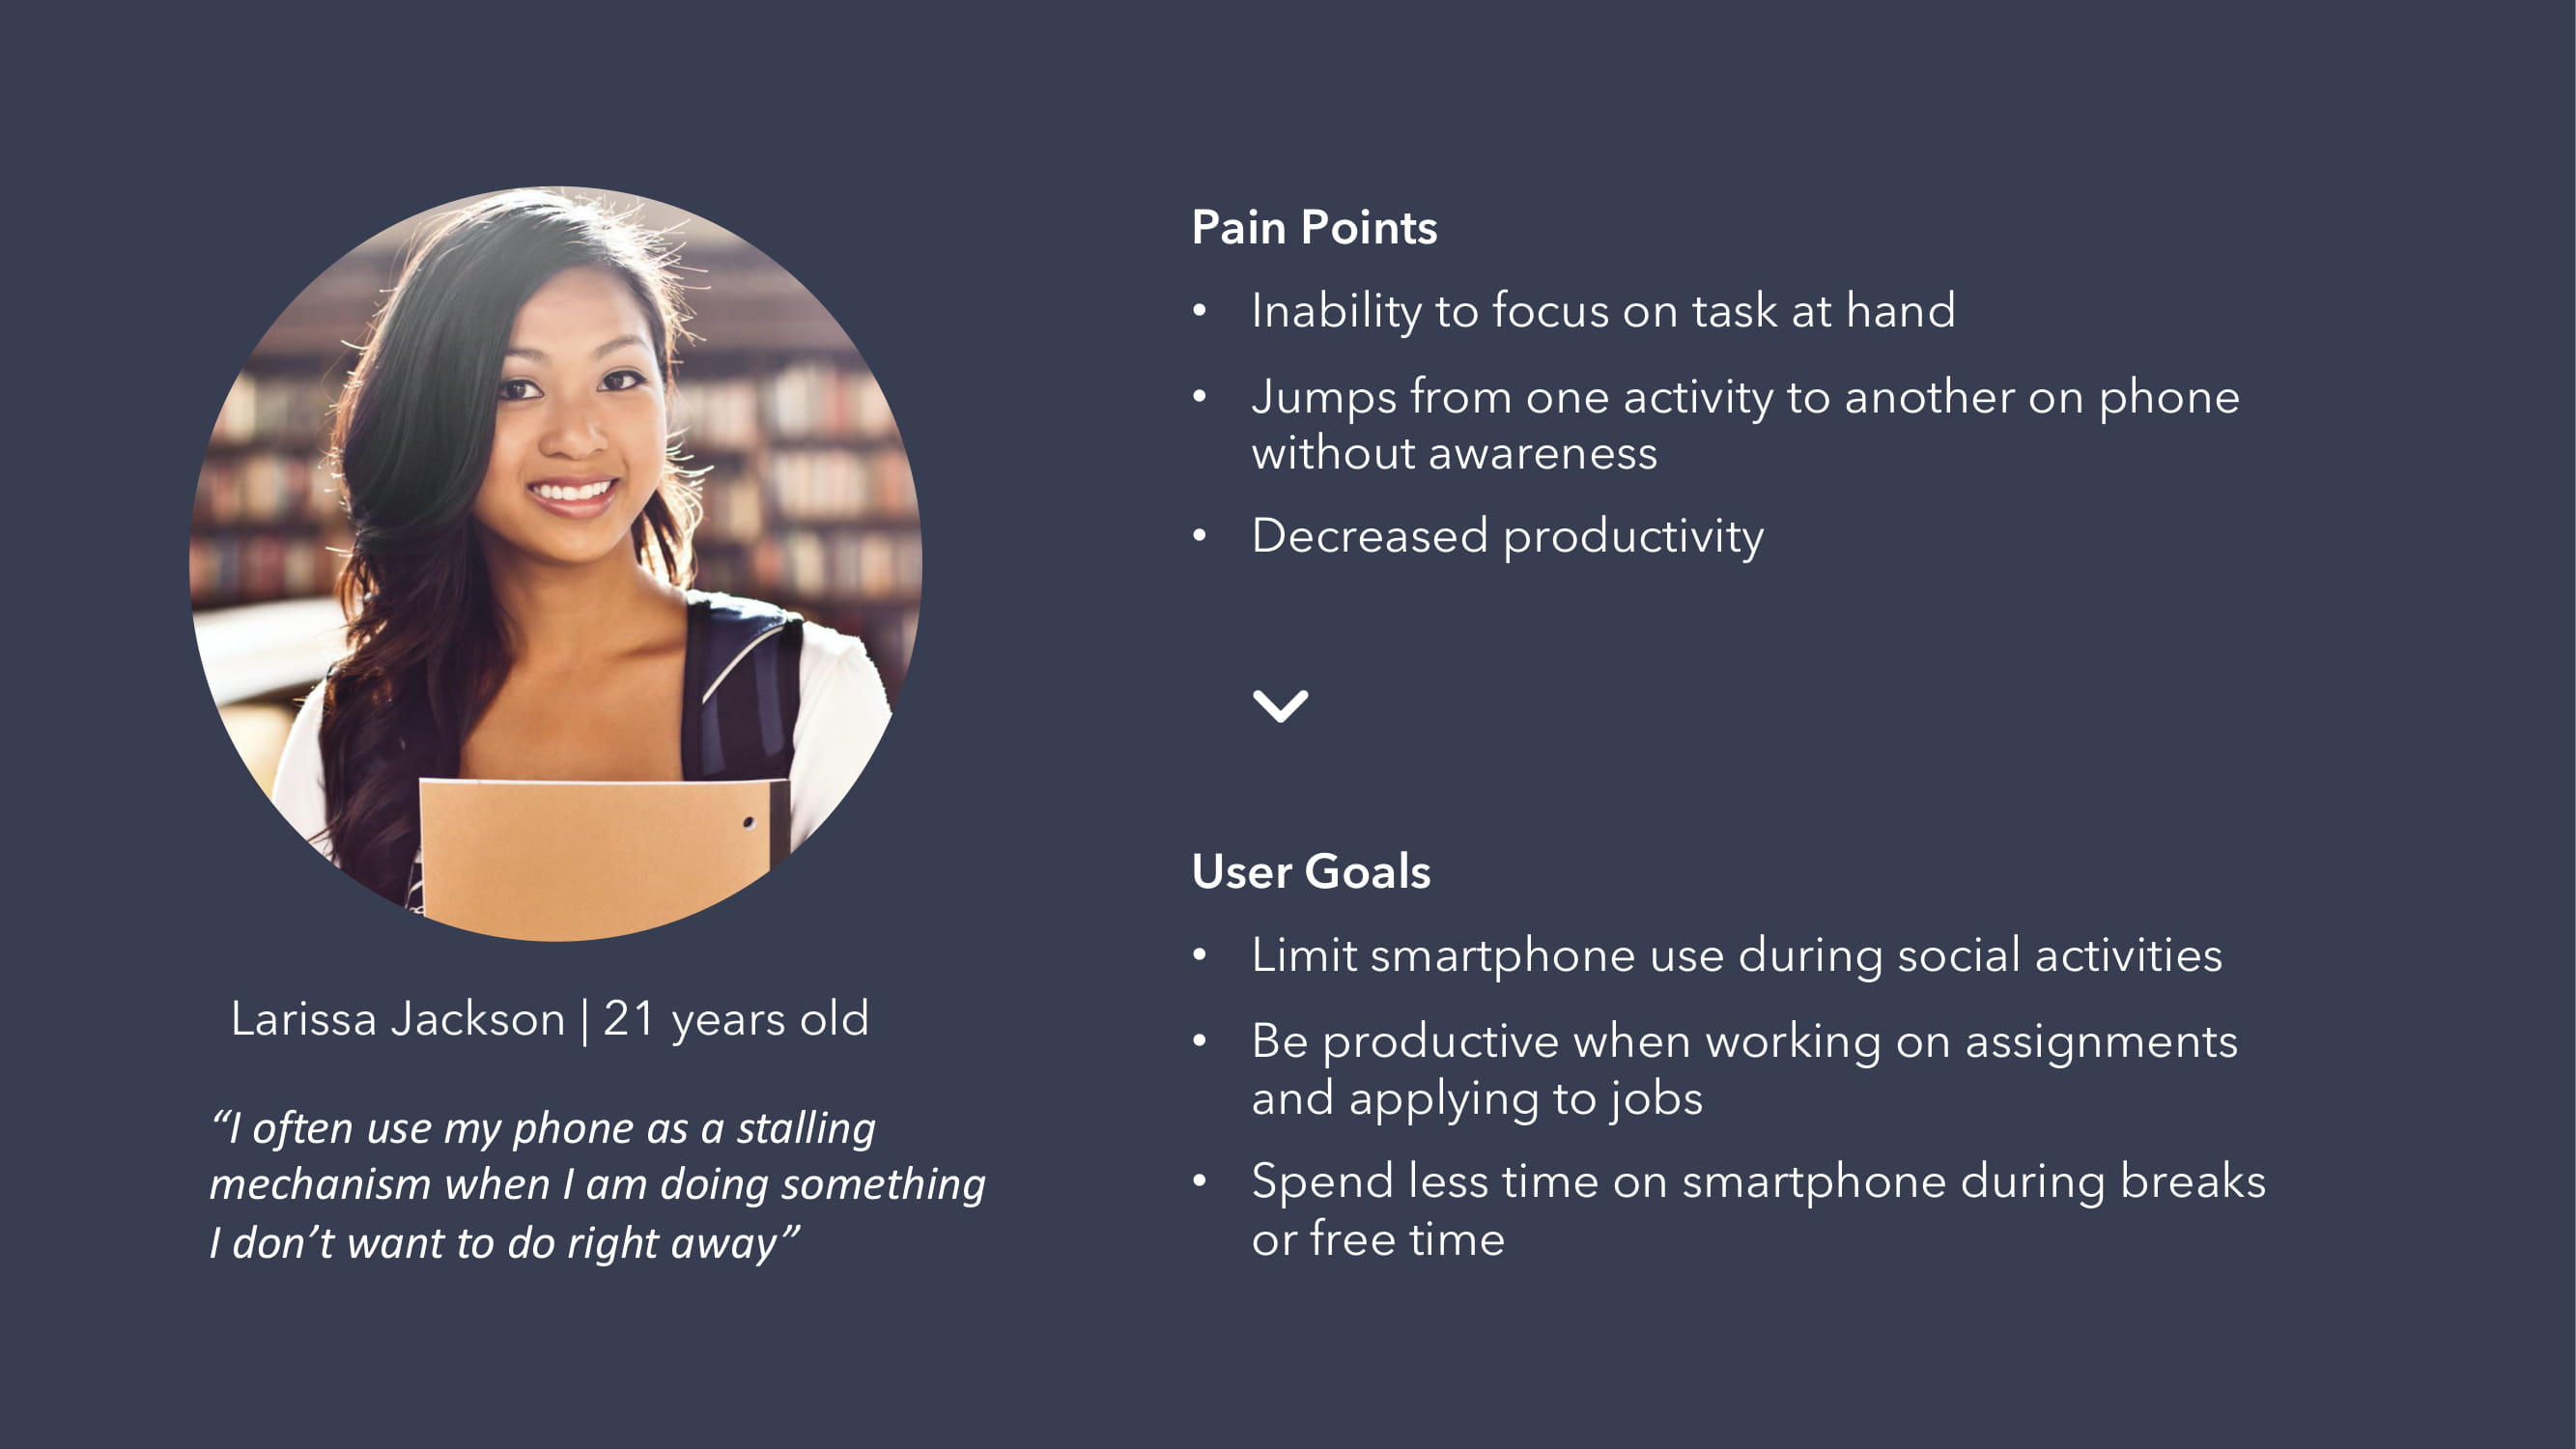 Larissa Jackson | 21 years old
“I often use my phone as a stalling
mechanism when I am doing something
I don’t want to do right away”
Pain Points
• Inability to focus on task at hand
• Jumps from one activity to another on phone
without awareness
• Decreased productivity
User Goals
• Limit smartphone use during social activities
• Be productive when working on assignments
and applying to jobs
• Spend less time on smartphone during breaks
or free time